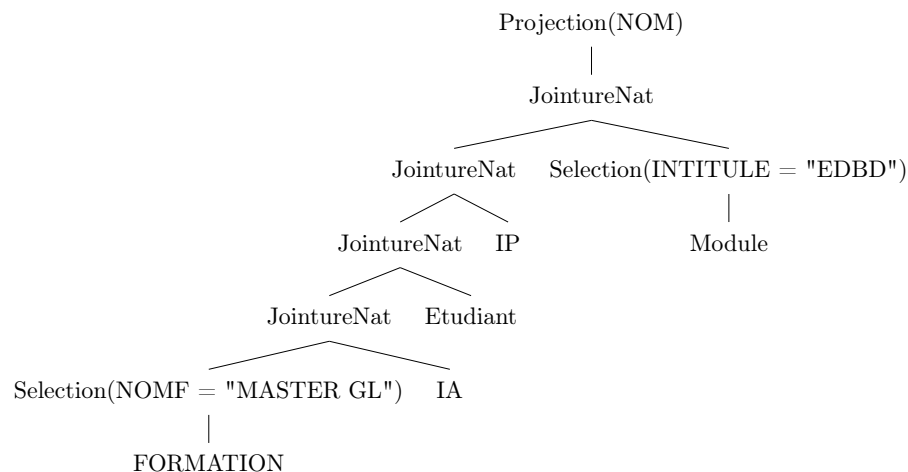 Projection(NOM)
JointureNat
JointureNat Selection(INTITULE = "EDBD")
JointureNat IP Module
JointureNat Etudiant
Selection(NOMF = "MASTER GL") IA
FORMATION